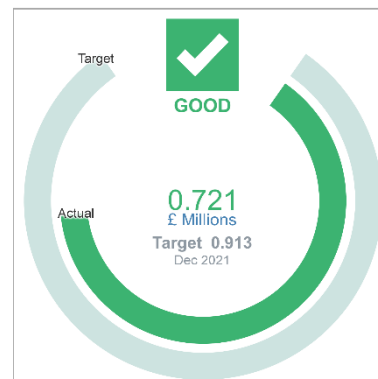 Target
GOOD
Actual
0.721
£ Millions
Target 0.913
Dec 2021